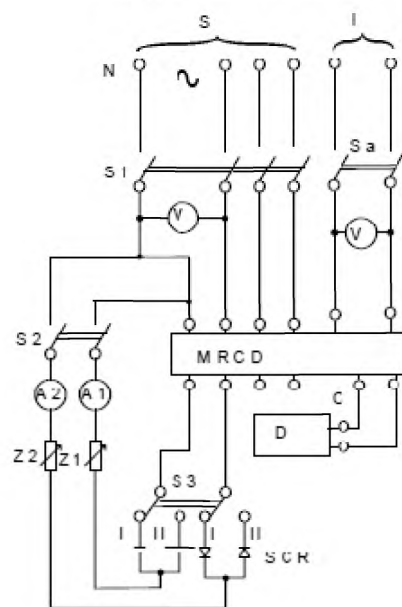 S I
N
S1 Sa
V V
S2
MRCD
A2 A1
C
D
Z2 Z1
S3
I II I II
SCR